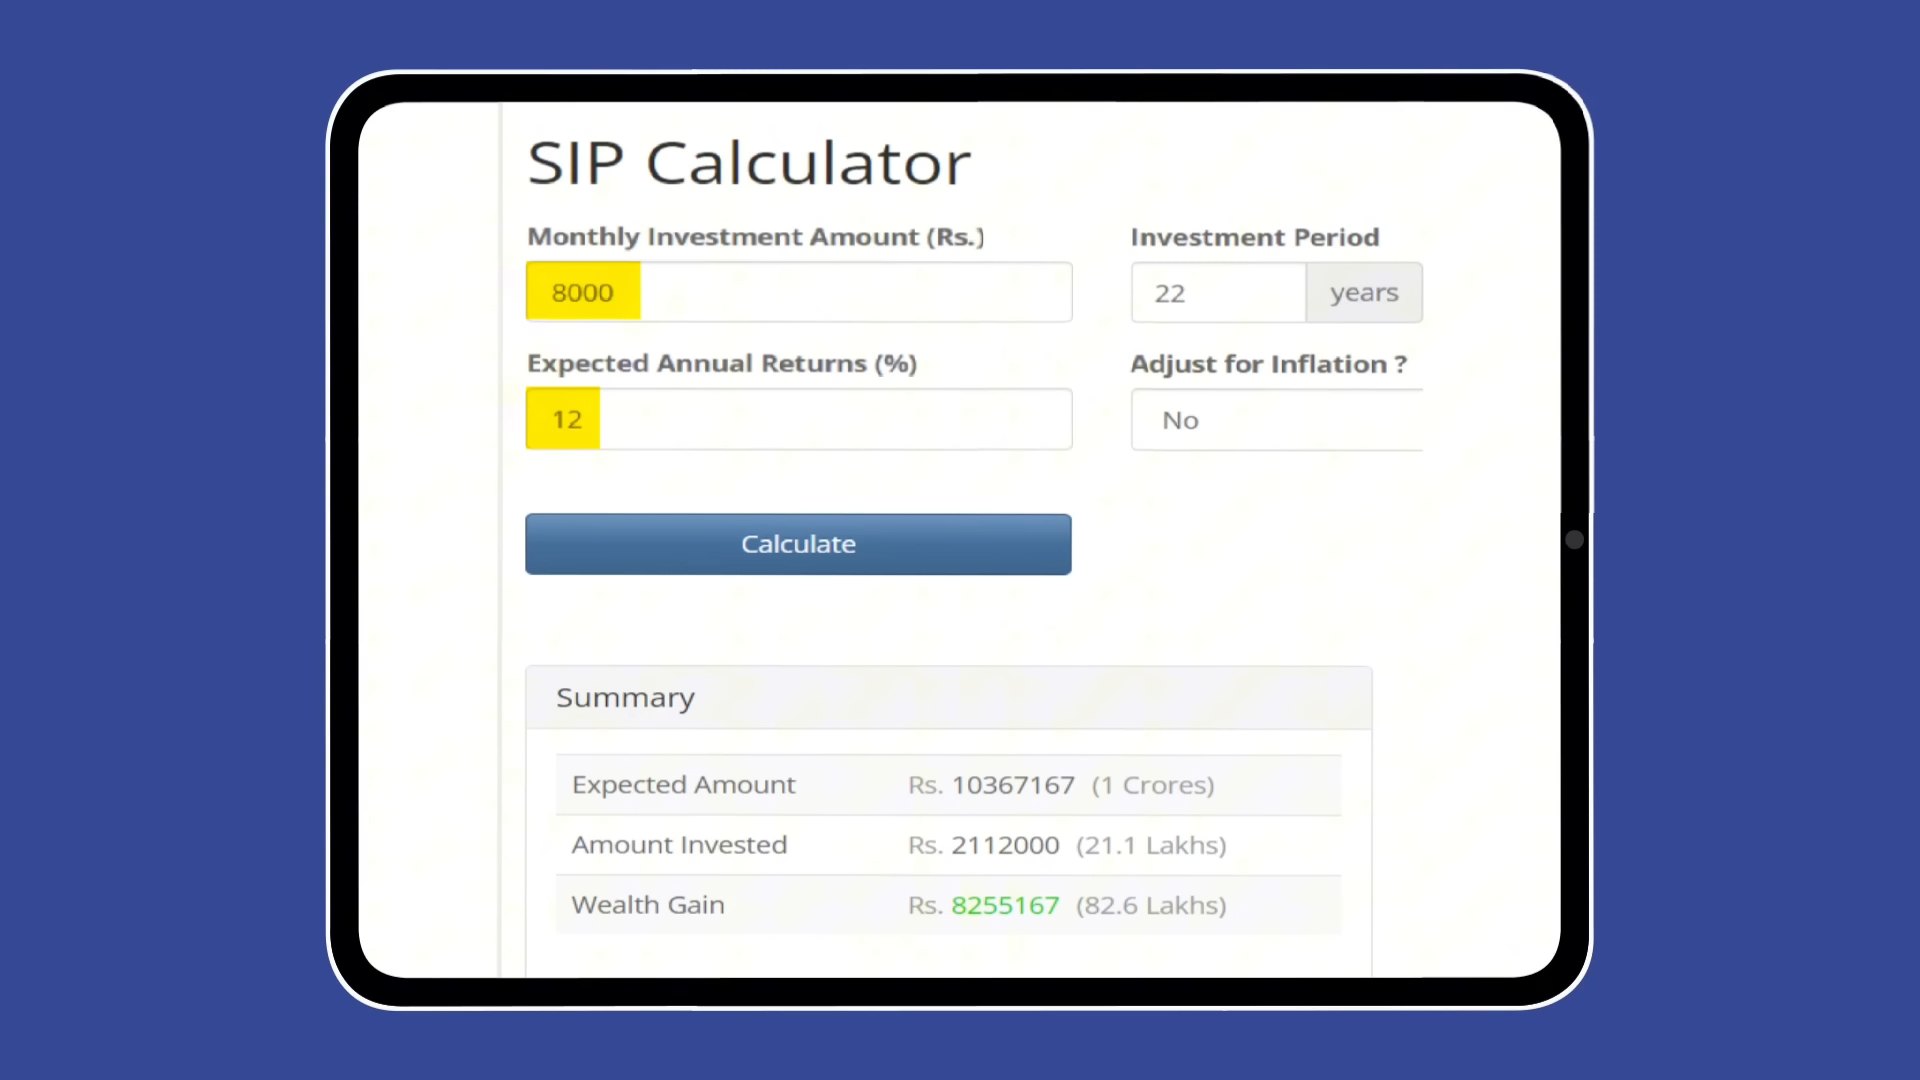 SIP Calculator
Monthly Investment Amount (Rs.)
Investment Period
8000
22 years
Expected Annual Returns (%)
Adjust for Inflation ?
12
No
Calculate
Summary
Expected Amount Rs. 10367167 (1 Crores)
Amount Invested Rs. 2112000 (21.1 Lakhs)
Wealth Gain Rs. 8255167 (82.6 Lakhs)